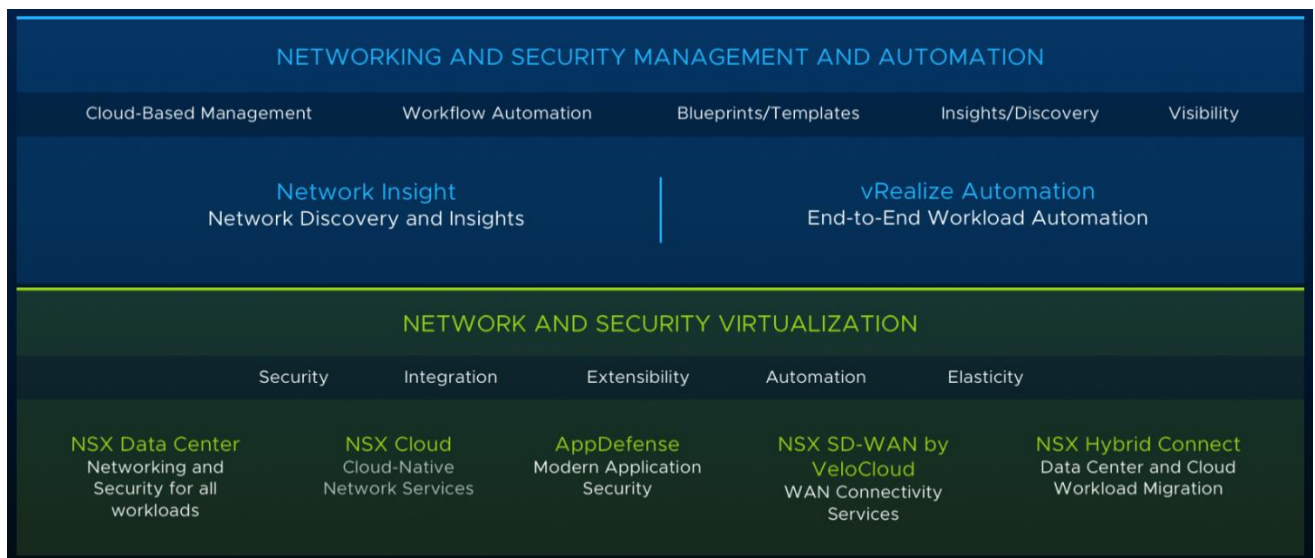 NETWORKING AND SECURITY MANAGEMENT AND AUTOMATION
Cloud-Based Management Workflow Automation Blueprints/Templates Insights/Discovery Visibility
Network Insight
Network Discovery and Insights
vRealize Automation
End-to-End Workload Automation
NETWORK AND SECURITY VIRTUALIZATION
Security Integration Extensibility Automation Elasticity
NSX Data Center
Networking and
Security for all
workloads
NSX Cloud
Cloud-Native
Network Services
AppDefense
Modern Application
Security
NSX SD-WAN by
VeloCloud
WAN Connectivity
Services
NSX Hybrid Connect
Data Center and Cloud
Workload Migration